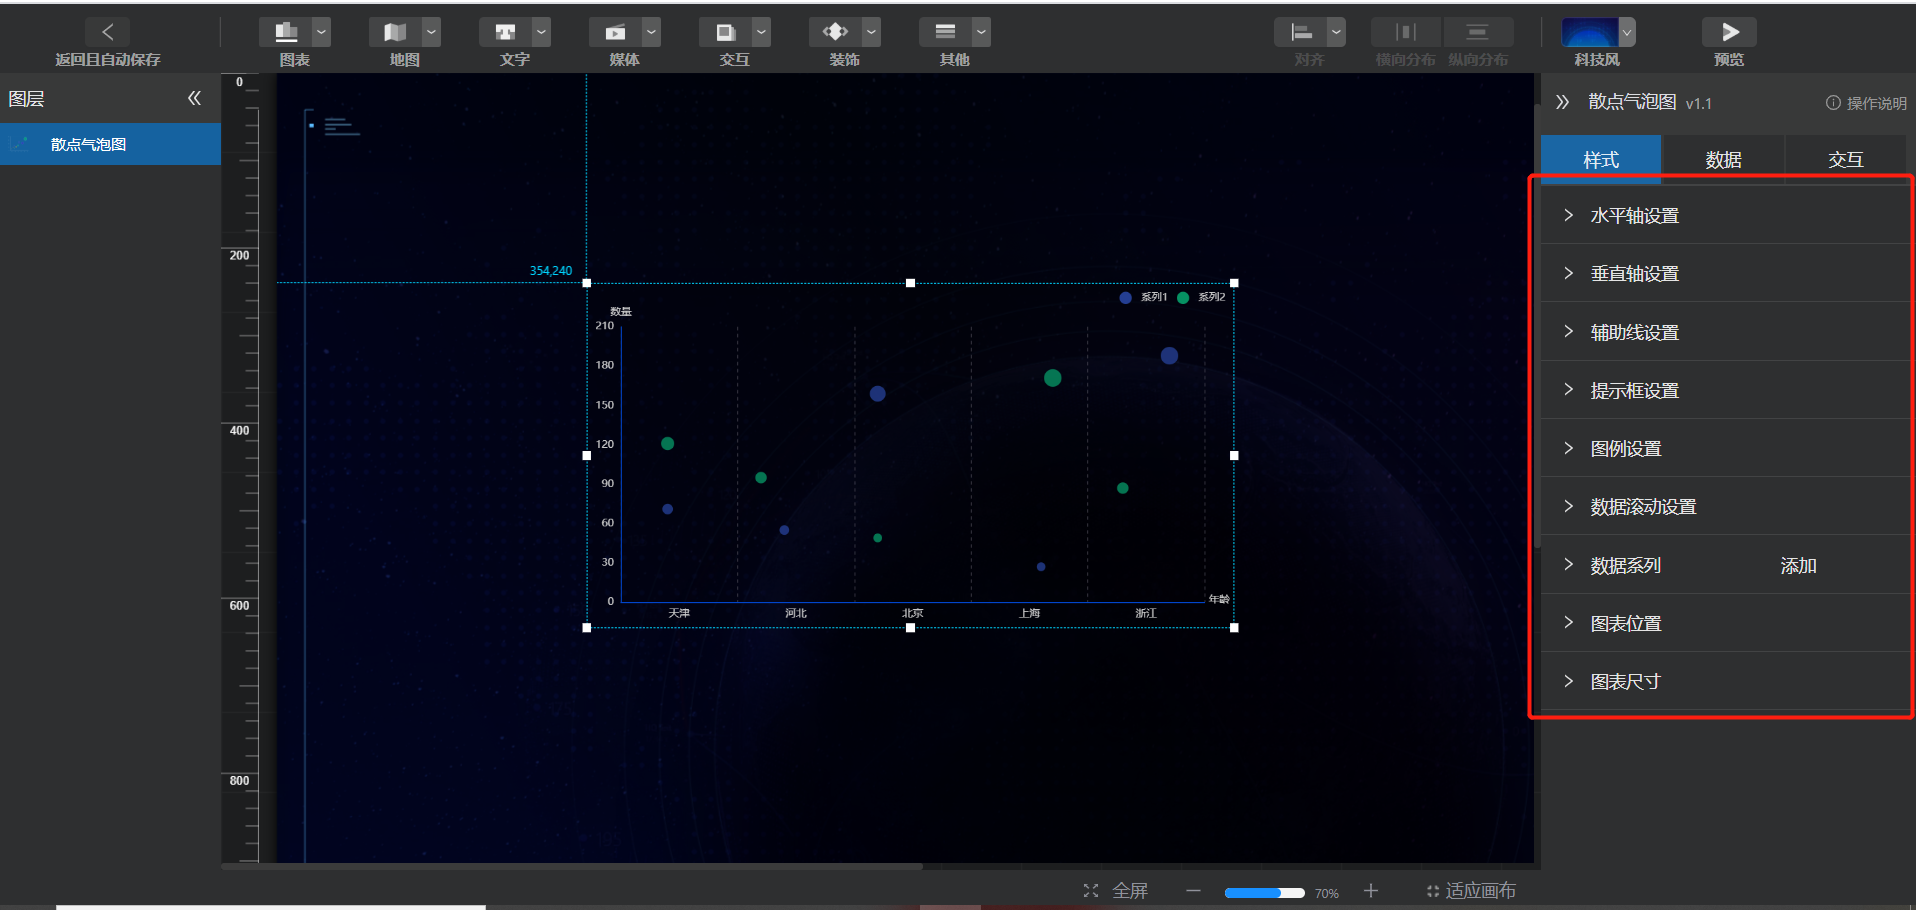 返回且自动保存
图表
地图
文字
媒体
交互
装饰
其他
对齐
横向分布
纵向分布
科技风
预览
图层
散点气泡图
0
200
400
600
800
354,240
系列1
系列2
数量
210
180
150
120
90
60
30
0
天津
河北
北京
上海
浙江
年龄
散点气泡图 v1.1
操作说明
样式
数据
交互
水平轴设置
垂直轴设置
辅助线设置
提示框设置
图例设置
数据滚动设置
数据系列
添加
图表位置
图表尺寸
全屏
70%
适应画布